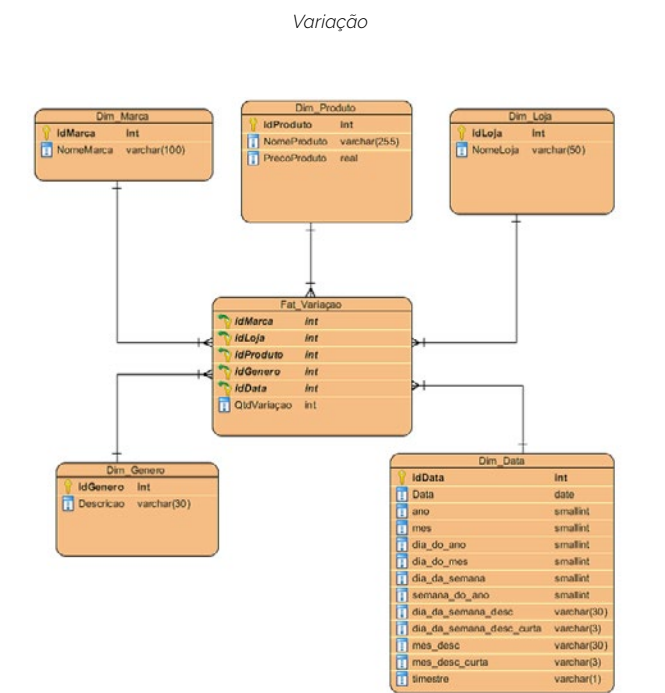 Variação
Dim_Marca
IdMarca int
NomeMarca varchar(100)
Dim_Produto
IdProduto int
NomeProduto varchar(255)
PrecoProduto real
Dim_Loja
IdLoja int
NomeLoja varchar(50)
Fat_Variaçao
IdMarca int
IdLoja int
IdProduto int
IdGenero int
IdData int
QtdVariaçao int
Dim_Genero
IdGenero int
Descricao varchar(30)
Dim_Data
IdData int
Data date
ano smallint
mes smallint
dia_do_ano smallint
dia_do_mes smallint
dia_da_semana smallint
semana_do_ano smallint
dia_da_semana_desc varchar(30)
dia_da_semana_desc_curta varchar(3)
mes_desc varchar(30)
mes_desc_curta varchar(3)
timestre varchar(1)